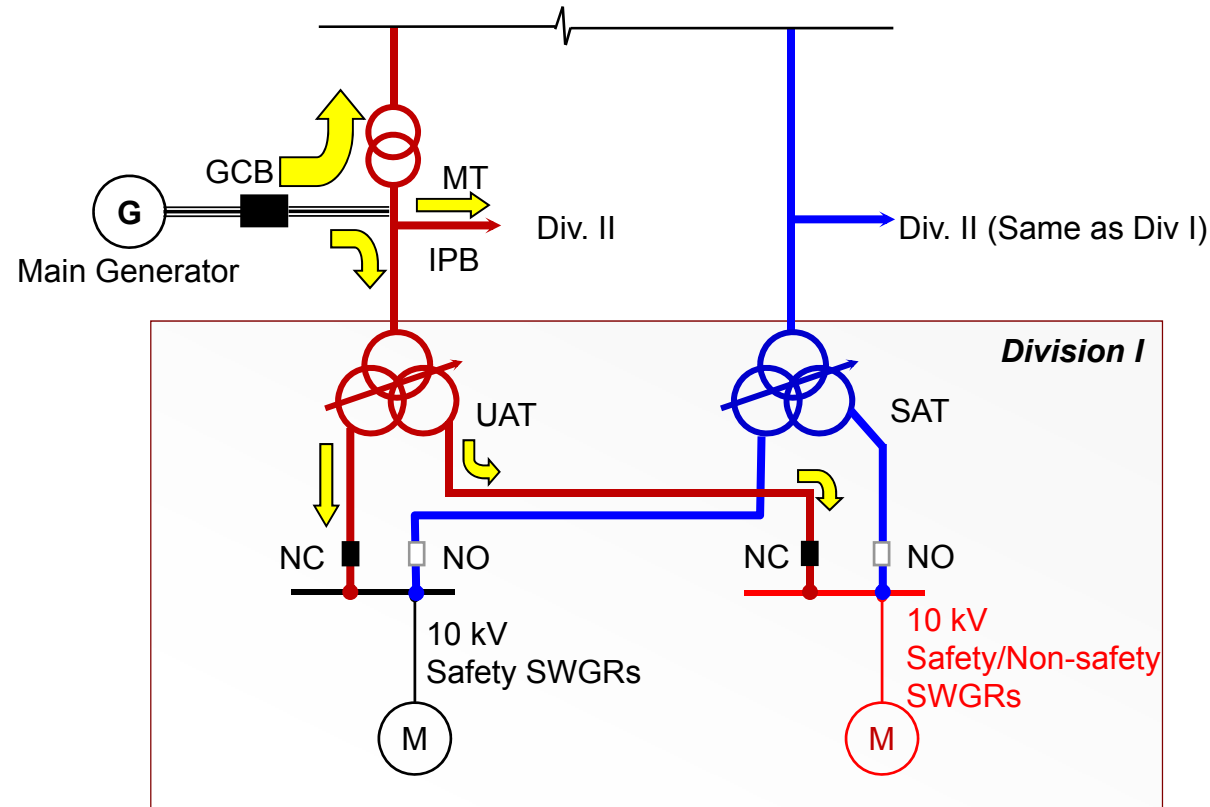 GCB
MT
G
Div. II
Div. II (Same as Div I)
IPB
Main Generator
Division I
UAT
SAT
NC
NO
NC
NO
10 kV
Safety SWGRs
10 kV
Safety/Non-safety
SWGRs
M
M